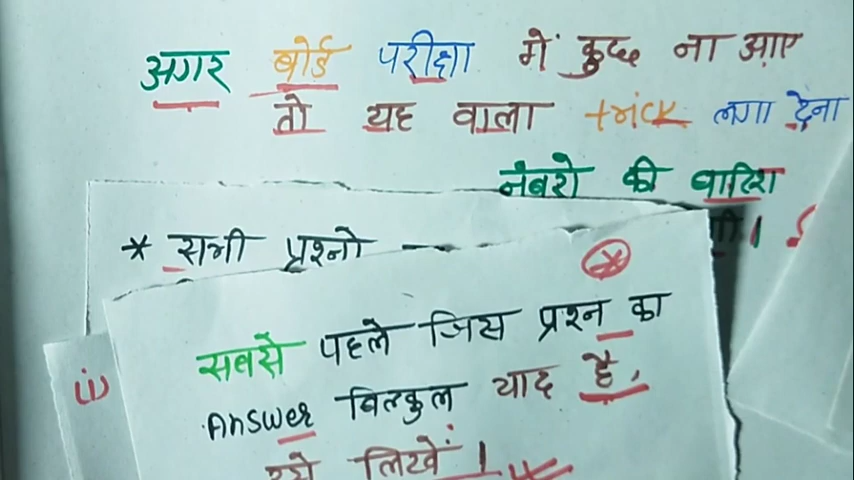 अगर बोर्ड परीक्षा में कुछ ना आए
तो यह वाला trick लगा देना
नंबरो की बारिश
गी।
* सभी प्रश्नो —
सबसे पहले जिस प्रश्न का
Answer बिल्कुल याद है,
उसे लिखें।
(i)